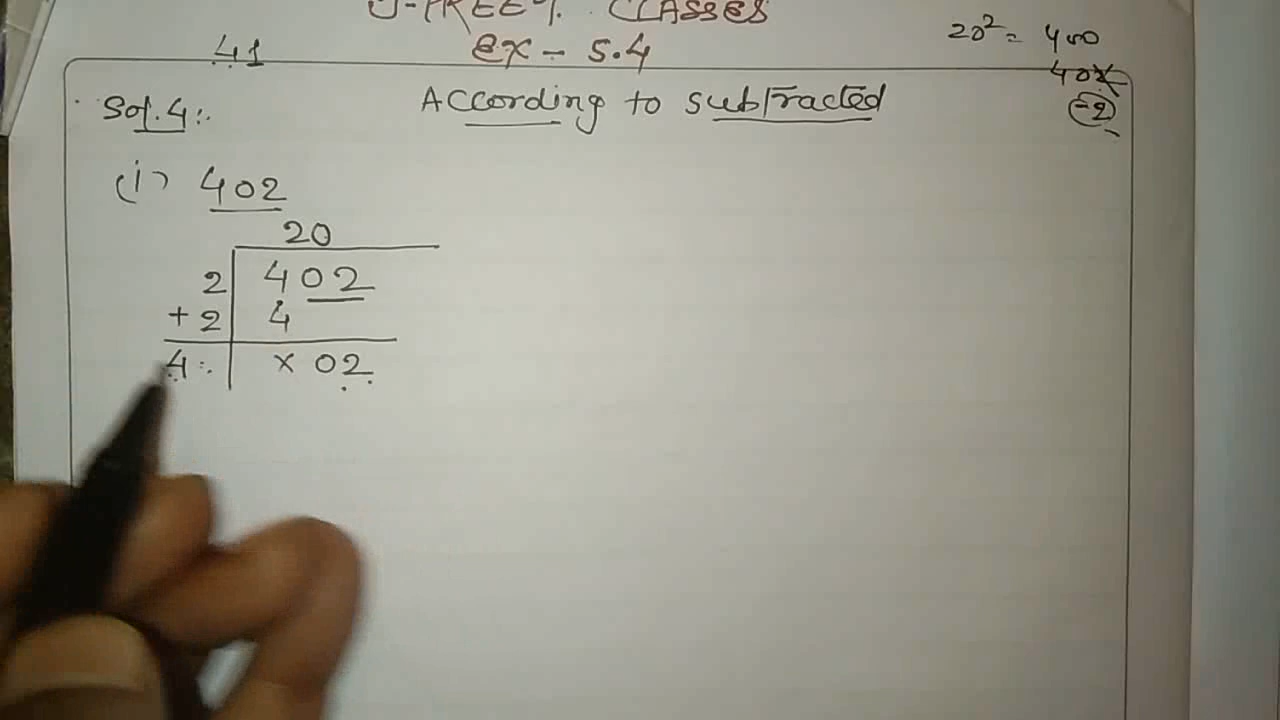 CLASSES
ex - 5.4
41
20² = 400
402
-2
Sol. 4:.
According to subtracted
(i) 402
20
2 402
+ 2 4
4 × 02